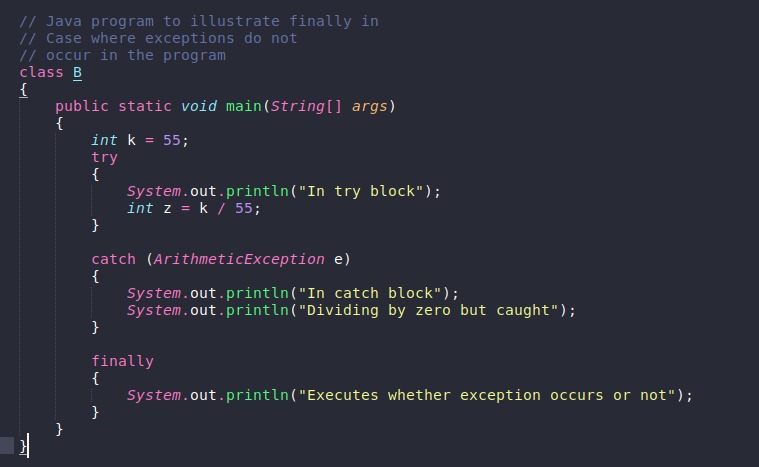 // Java program to illustrate finally in
// Case where exceptions do not
// occur in the program
class B
{
    public static void main(String[] args)
    {
        int k = 55;
        try
        {
            System.out.println("In try block");
            int z = k / 55;
        }

        catch (ArithmeticException e)
        {
            System.out.println("In catch block");
            System.out.println("Dividing by zero but caught");
        }

        finally
        {
            System.out.println("Executes whether exception occurs or not");
        }
    }
}